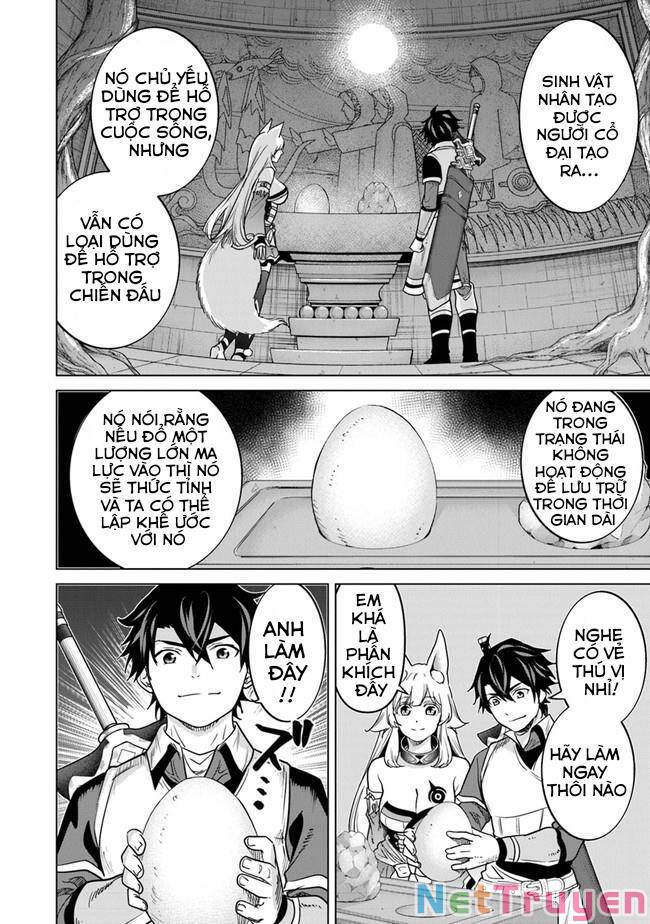 SINH VẬT
NHÂN TẠO
ĐƯỢC
NGƯỜI CỔ
ĐẠI TẠO
RA...
NÓ CHỦ YẾU
DÙNG ĐỂ HỖ
TRỢ TRONG
CUỘC SỐNG,
NHƯNG
VẪN CÓ
LOẠI DÙNG
ĐỂ HỖ TRỢ
TRONG
CHIẾN ĐẤU
NÓ ĐANG
TRONG
TRẠNG THÁI
KHÔNG
HOẠT ĐỘNG
ĐỂ LƯU TRỮ
TRONG THỜI
GIAN DÀI
NÓ NÓI RẰNG
NẾU ĐỔ MỘT
LƯỢNG LỚN MA
LỰC VÀO THÌ NÓ
SẼ THỨC TỈNH
VÀ TA CÓ THỂ
LẬP KHẾ ƯỚC
VỚI NÓ
NGHE
CÓ VẺ
THÚ VỊ
NHỈ!
HÃY LÀM
NGAY
THÔI NÀO
EM
KHÁ LÀ
PHẤN
KHÍCH
ĐẤY
ANH
LÀM ĐÂY
!!
ズ
NetTruyen